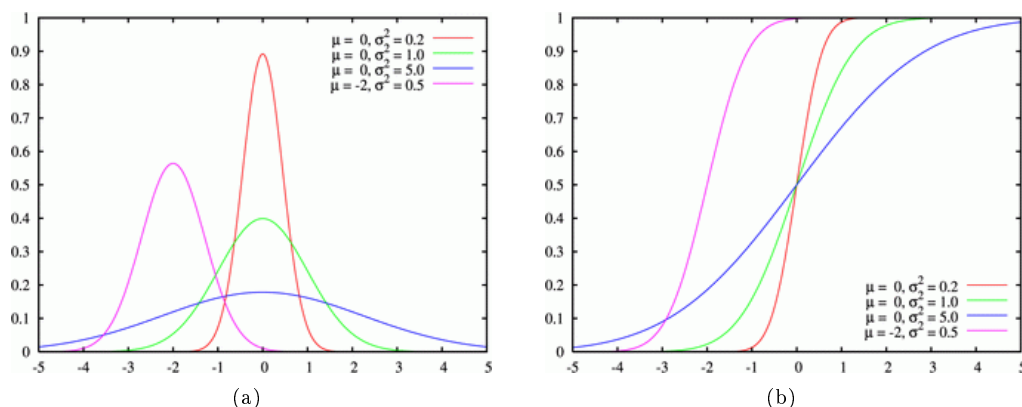 1
0.9
0.8
0.7
0.6
0.5
0.4
0.3
0.2
0.1
0
-5 -4 -3 -2 -1 0 1 2 3 4 5
μ = 0, σ² = 0.2
μ = 0, σ² = 1.0
μ = 0, σ² = 5.0
μ = -2, σ² = 0.5
(a)
1
0.9
0.8
0.7
0.6
0.5
0.4
0.3
0.2
0.1
0
-5 -4 -3 -2 -1 0 1 2 3 4 5
μ = 0, σ² = 0.2
μ = 0, σ² = 1.0
μ = 0, σ² = 5.0
μ = -2, σ² = 0.5
(b)